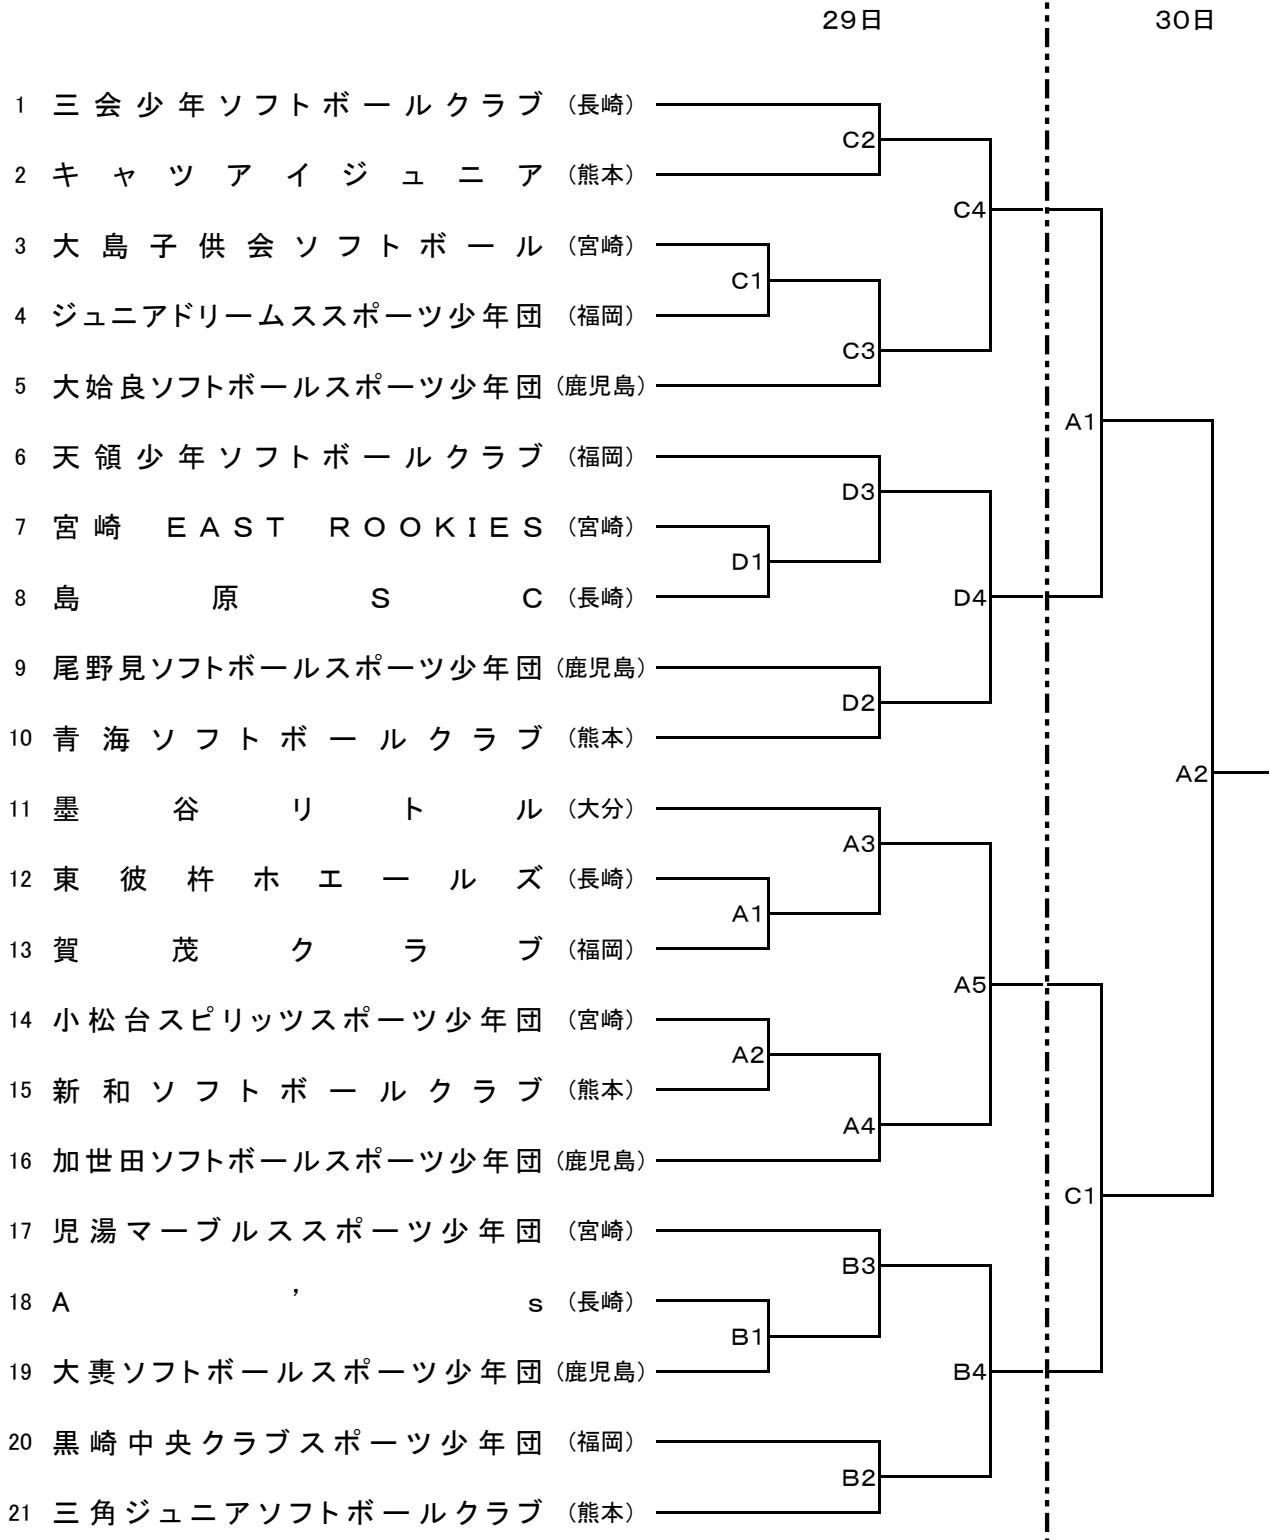 29日 30日
1 三会少年ソフトボールクラブ （長崎）
C2
2 キャツアイジュニア （熊本）
C4
3 大島子供会ソフトボール （宮崎）
C1
4 ジュニアドリームススポーツ少年団 （福岡）
C3
5 大姶良ソフトボールスポーツ少年団 （鹿児島）
A1
6 天領少年ソフトボールクラブ （福岡）
D3
7 宮崎 EAST ROOKIES （宮崎）
D1
8 島原SC （長崎）
D4
9 尾野見ソフトボールスポーツ少年団 （鹿児島）
D2
10 青海ソフトボールクラブ （熊本）
A2
11 墨谷リトル （大分）
A3
12 東彼杵ホエールズ （長崎）
A1
13 賀茂クラブ （福岡）
A5
14 小松台スピリッツスポーツ少年団 （宮崎）
A2
15 新和ソフトボールクラブ （熊本）
A4
16 加世田ソフトボールスポーツ少年団 （鹿児島）
C1
17 児湯マーブルススポーツ少年団 （宮崎）
B3
18 A’s （長崎）
B1
19 大ソフトボールスポーツ少年団 （鹿児島）
B4
20 黒崎中央クラブスポーツ少年団 （福岡）
B2
21 三角ジュニアソフトボールクラブ （熊本）